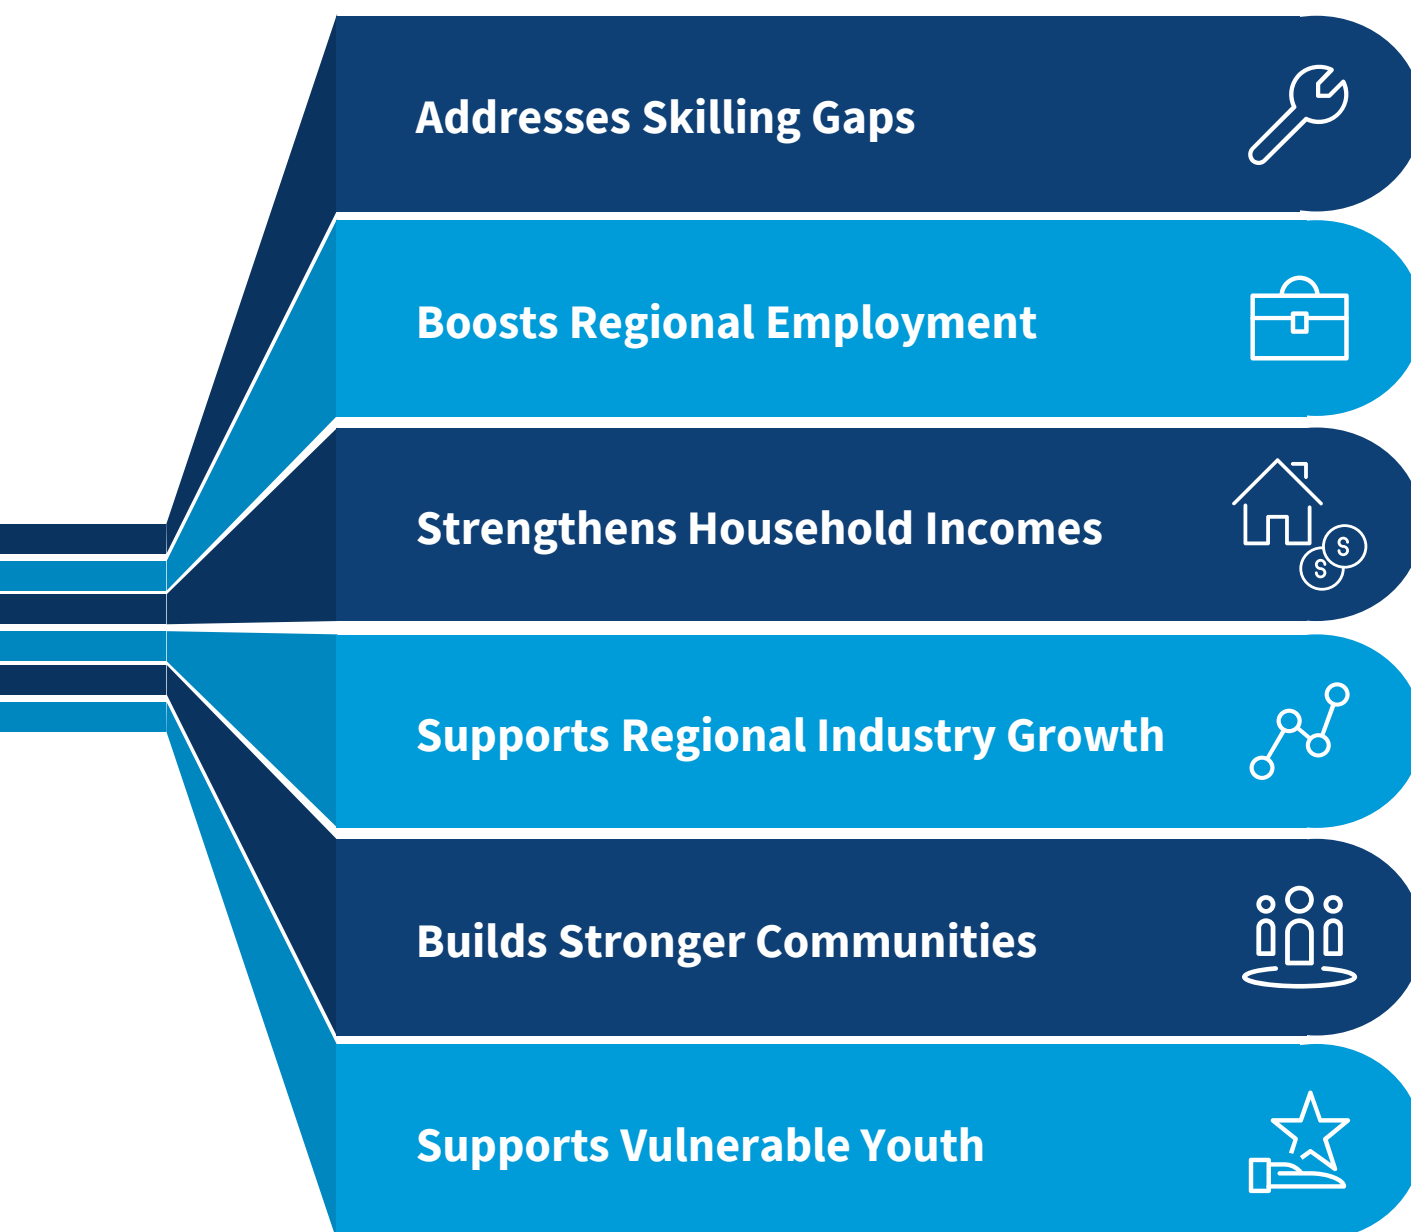 Addresses Skilling Gaps
Boosts Regional Employment
Strengthens Household Incomes
S
S
Supports Regional Industry Growth
Builds Stronger Communities
Supports Vulnerable Youth